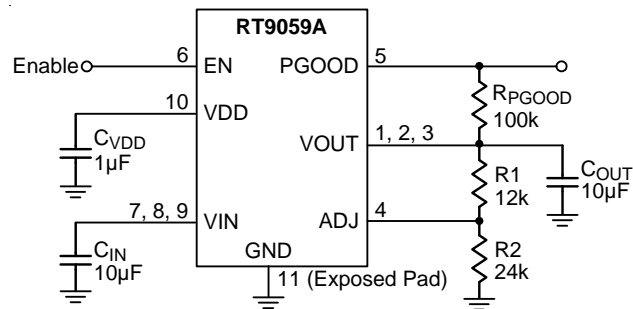 RT9059A
Enable
6
EN
PGOOD
5
RPGOOD
100k
10
VDD
CVDD
1µF
VOUT
1, 2, 3
R1
12k
COUT
10µF
7, 8, 9
VIN
ADJ
4
CIN
10µF
GND
R2
24k
11 (Exposed Pad)